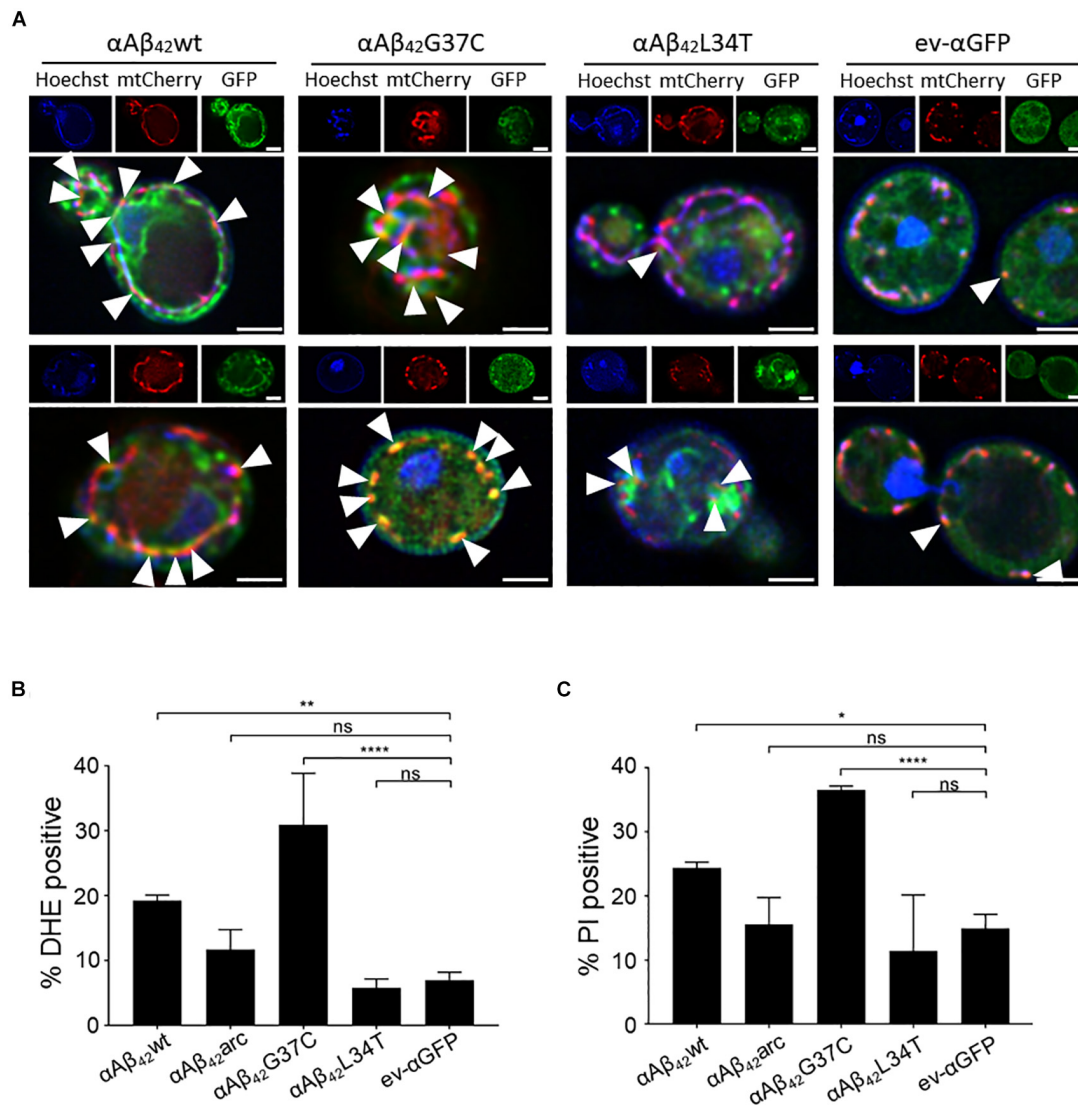 A
αAβ₄₂wt αAβ₄₂G37C αAβ₄₂L34T ev-αGFP
Hoechst mtCherry GFP Hoechst mtCherry GFP Hoechst mtCherry GFP Hoechst mtCherry GFP
B
**
ns
****
ns
% DHE positive
40
30
20
10
0
αAβ₄₂wt
αAβ₄₂arc
αAβ₄₂G37C
αAβ₄₂L34T
ev-αGFP
C
*
ns
****
ns
% PI positive
40
30
20
10
0
αAβ₄₂wt
αAβ₄₂arc
αAβ₄₂G37C
αAβ₄₂L34T
ev-αGFP